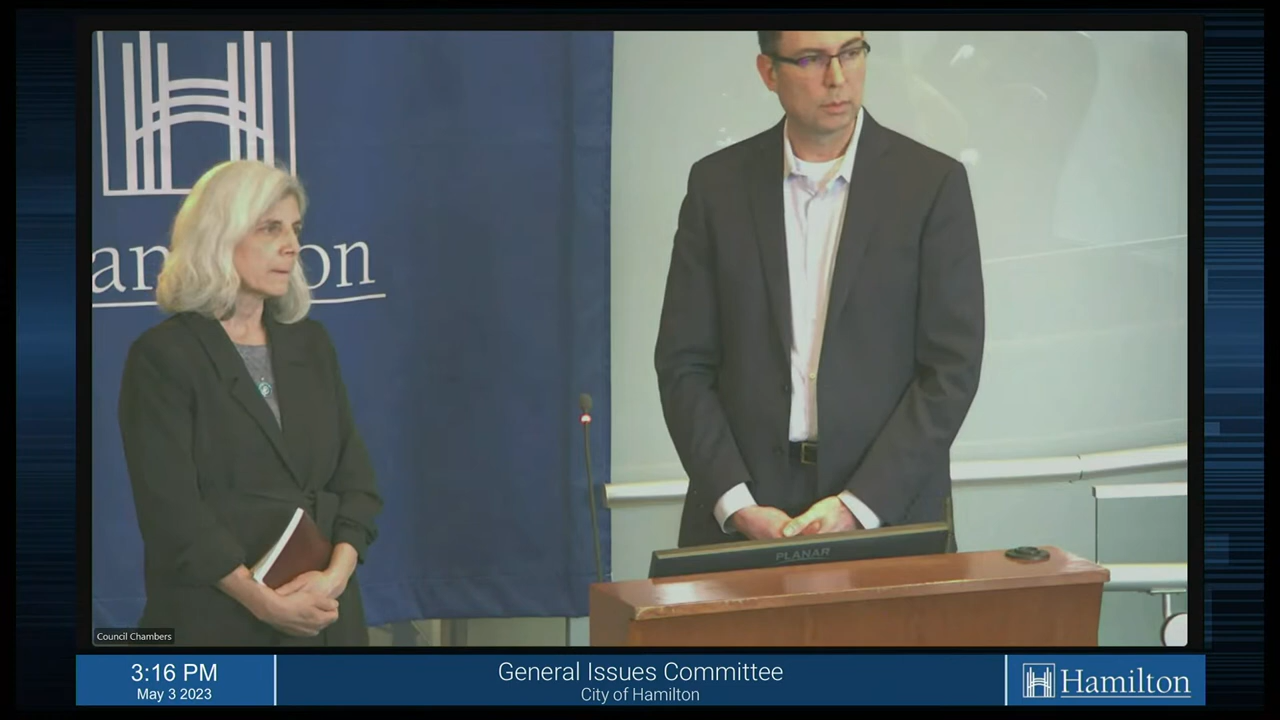 an on
PLANAR
Council Chambers
3:16 PM
May 3 2023
General Issues Committee
City of Hamilton
Hamilton